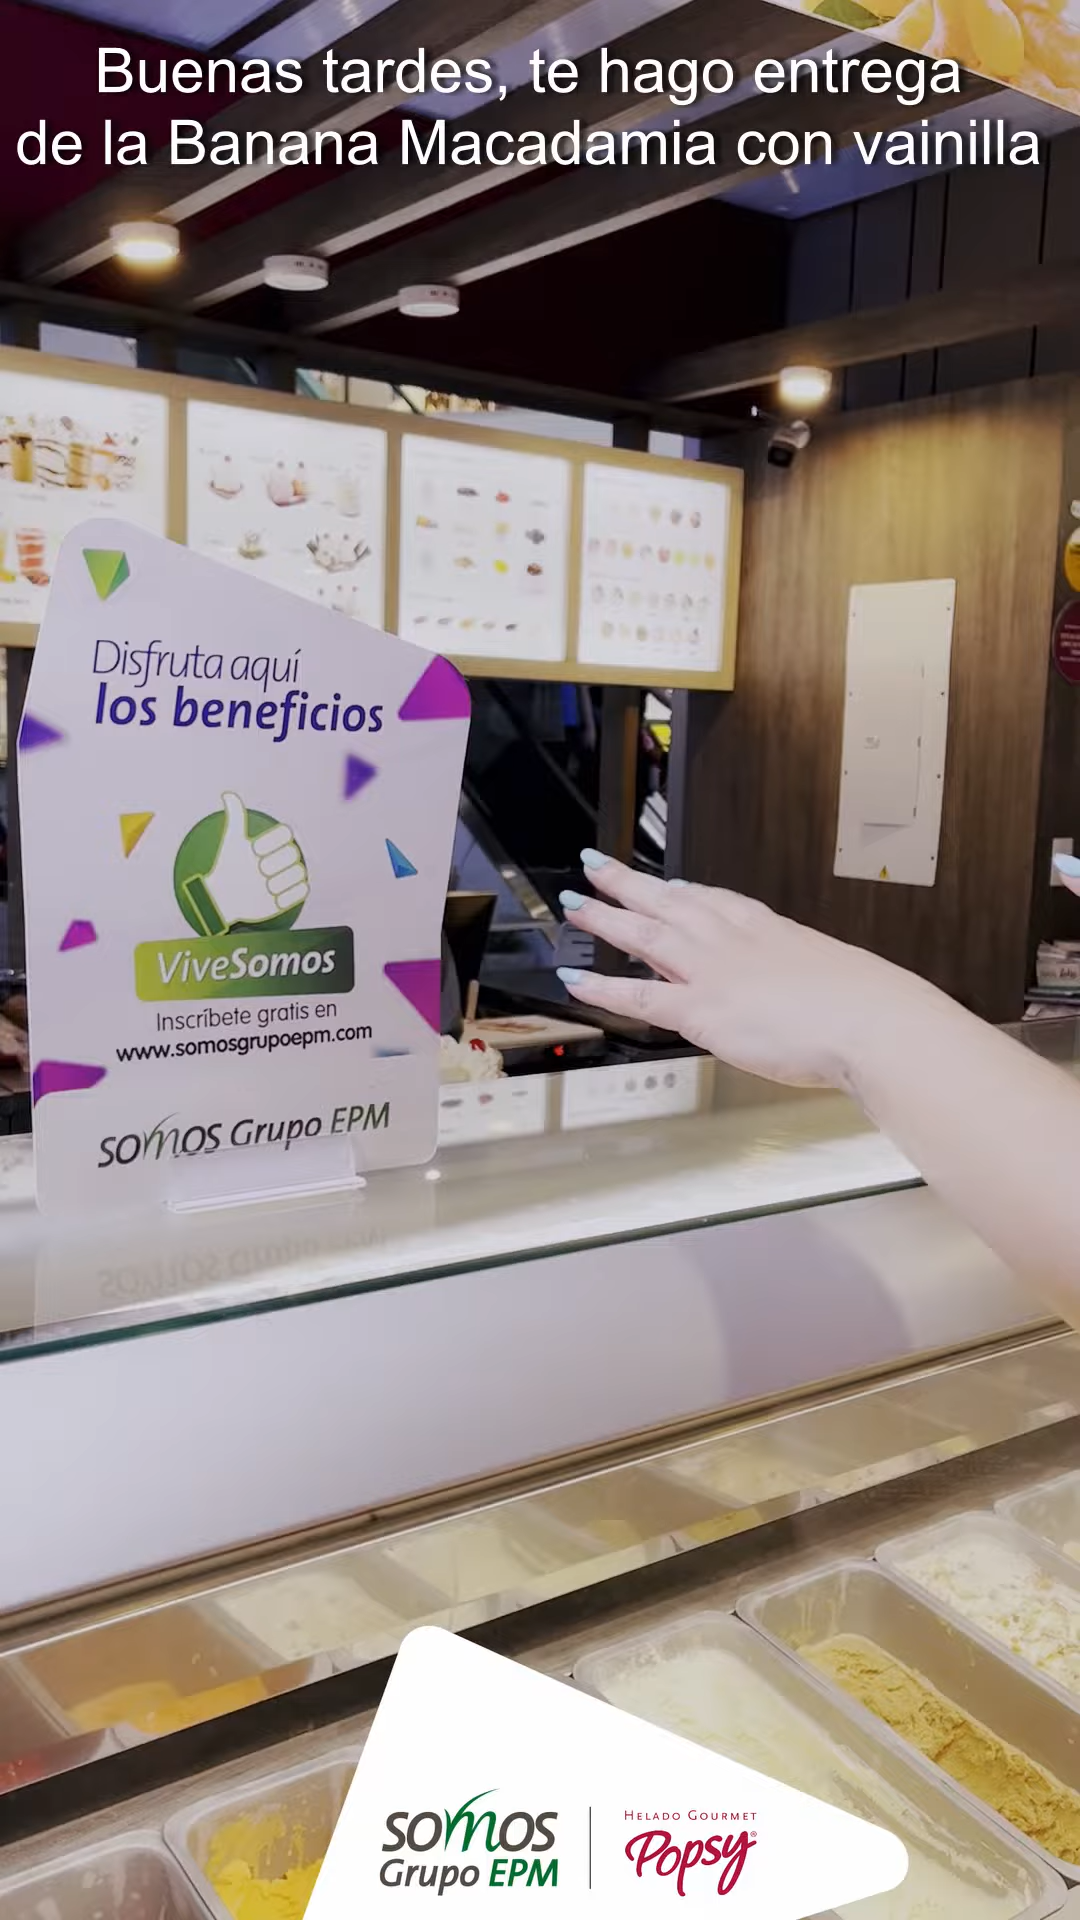 Buenas tardes, te hago entrega
de la Banana Macadamia con vainilla
Disfruta aquí
los beneficios
ViveSomos
Inscríbete gratis en
www.somosgrupoepm.com
somos Grupo EPM
somos
Grupo EPM
HELADO GOURMET
Popsy